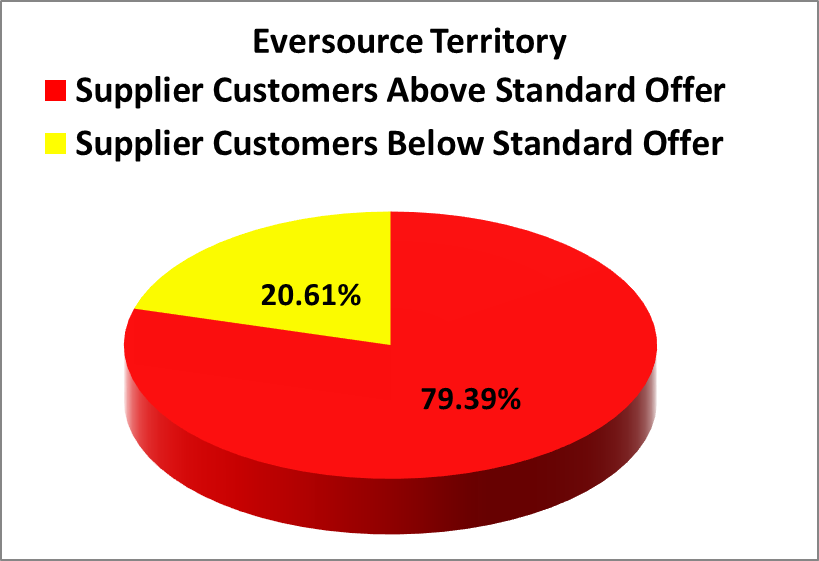 Eversource Territory
Supplier Customers Above Standard Offer
Supplier Customers Below Standard Offer
20.61%
79.39%